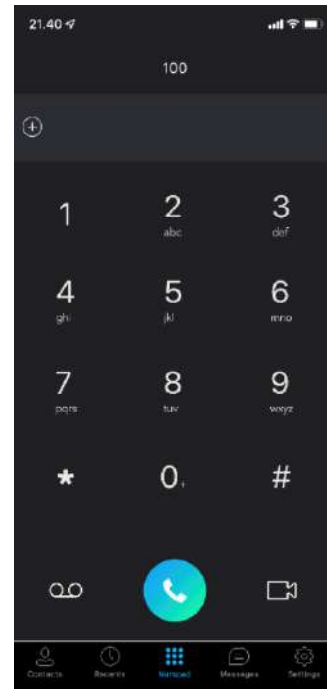 21.40
100
1 2 3
abc def
4 5 6
ghi jkl mno
7 8 9
pqrs tuv wxyz
* 0+ #
Contacts Recents Numpad Messages Settings